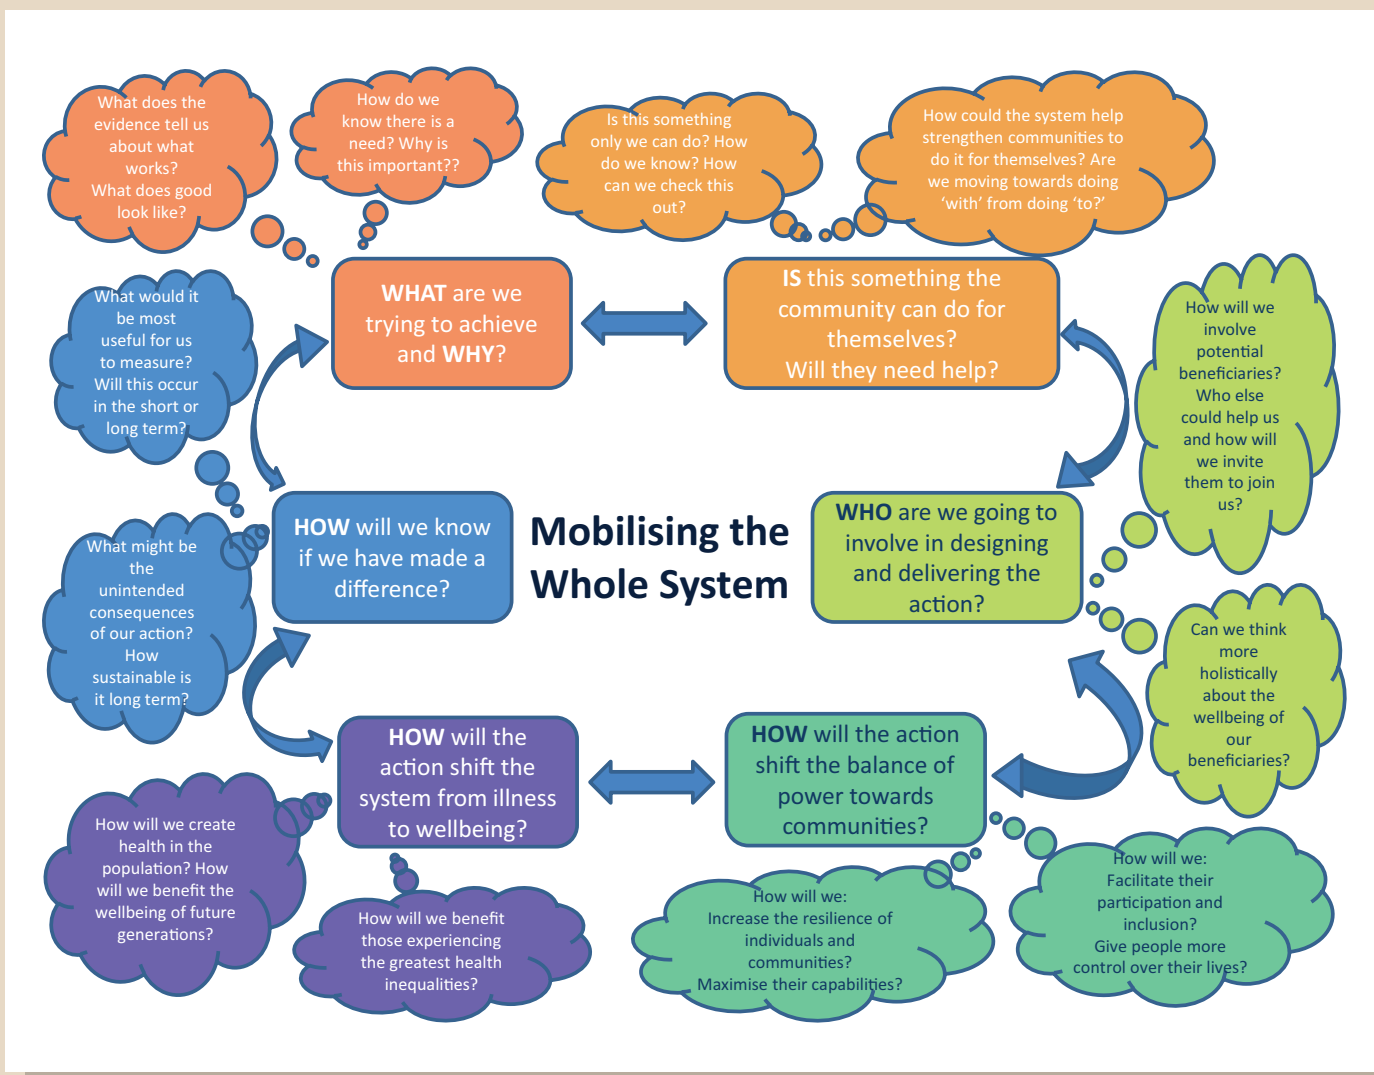 What does the
evidence tell us
about what
works?
What does good
look like?
How do we
know there is a
need? Why is
this important??
Is this something
only we can do? How
do we know? How
can we check this
out?
How could the system help
strengthen communities to
do it for themselves? Are
we moving towards doing
‘with’ from doing ‘to?’
WHAT are we
trying to achieve
and WHY?
IS this something the
community can do for
themselves?
Will they need help?
What would it
be most
useful for us
to measure?
Will this occur
in the short or
long term?
How will we
involve
potential
beneficiaries?
Who else
could help us
and how will
we invite
them to join
us?
HOW will we know
if we have made a
difference?
Mobilising the
Whole System
WHO are we going to
involve in designing
and delivering the
action?
What might be
the
unintended
consequences
of our action?
How
sustainable is
it long term?
Can we think
more
holistically
about the
wellbeing of
our
beneficiaries?
HOW will the
action shift the
system from illness
to wellbeing?
HOW will the action
shift the balance of
power towards
communities?
How will we create
health in the
population? How
will we benefit the
wellbeing of future
generations?
How will we benefit
those experiencing
the greatest health
inequalities?
How will we:
Increase the resilience of
individuals and
communities?
Maximise their capabilities?
How will we:
Facilitate their
participation and
inclusion?
Give people more
control over their lives?